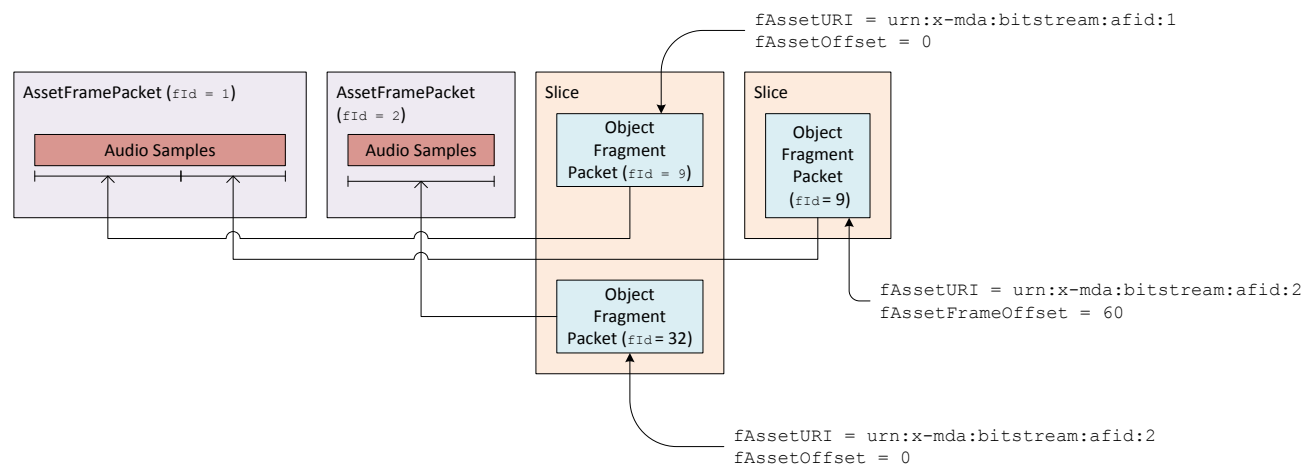 fAssetURI = urn:x-mda:bitstream:afid:1
fAssetOffset = 0
AssetFramePacket (fId = 1)
Audio Samples
AssetFramePacket
(fId = 2)
Audio Samples
Slice
Object
Fragment
Packet (fId = 9)
Object
Fragment
Packet (fId = 32)
Slice
Object
Fragment
Packet
(fId = 9)
fAssetURI = urn:x-mda:bitstream:afid:2
fAssetFrameOffset = 60
fAssetURI = urn:x-mda:bitstream:afid:2
fAssetOffset = 0